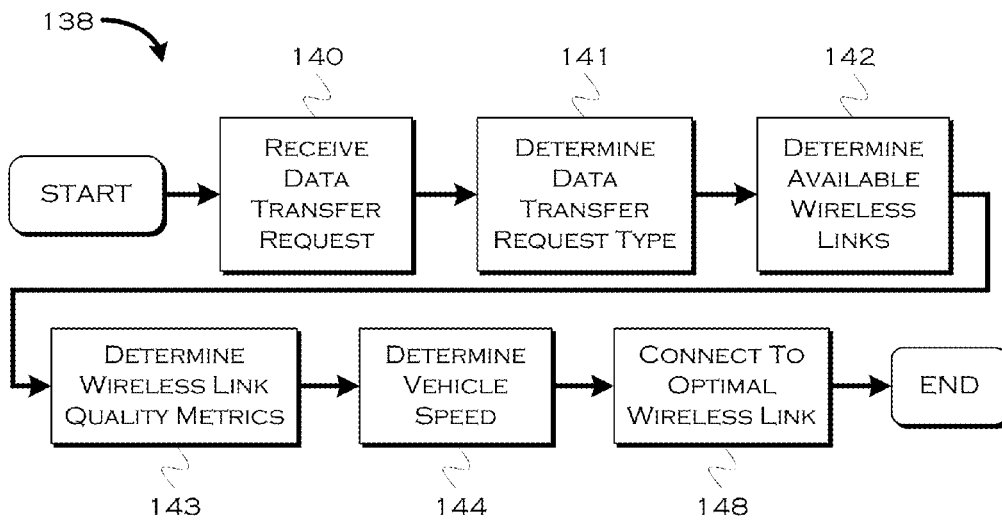 138
140
141
142
START
RECEIVE
DATA
TRANSFER
REQUEST
DETERMINE
DATA
TRANSFER
REQUEST TYPE
DETERMINE
AVAILABLE
WIRELESS
LINKS
DETERMINE
WIRELESS LINK
QUALITY METRICS
DETERMINE
VEHICLE
SPEED
CONNECT TO
OPTIMAL
WIRELESS LINK
END
143
144
148